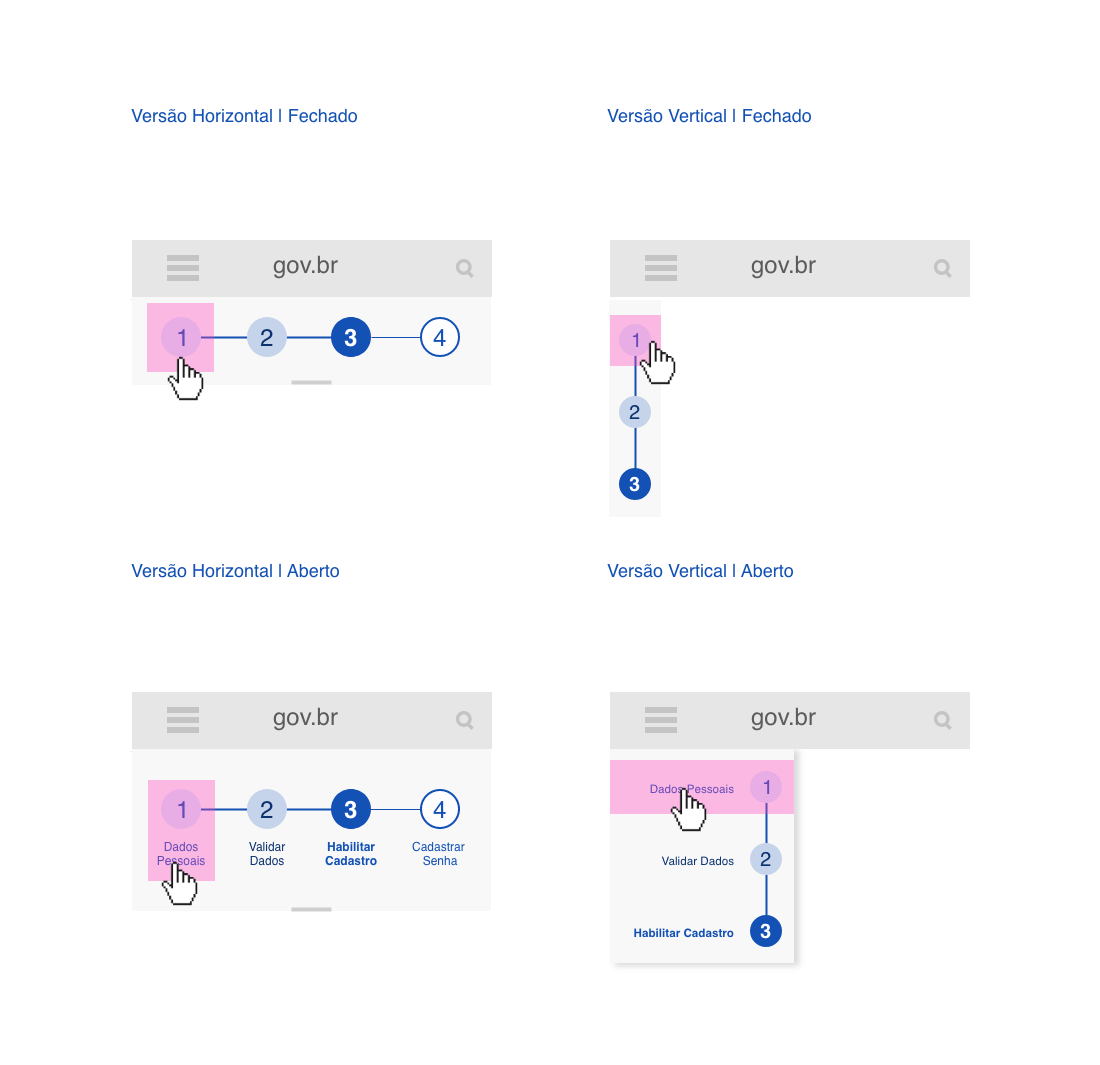 Versão Horizontal | Fechado
gov.br
1 2 3 4
Versão Vertical | Fechado
gov.br
1
2
3
Versão Horizontal | Aberto
gov.br
1 2 3 4
Dados Validar Habilitar Cadastrar
Pessoais Dados Cadastro Senha
Versão Vertical | Aberto
gov.br
Dados Pessoais 1
Validar Dados 2
Habilitar Cadastro 3